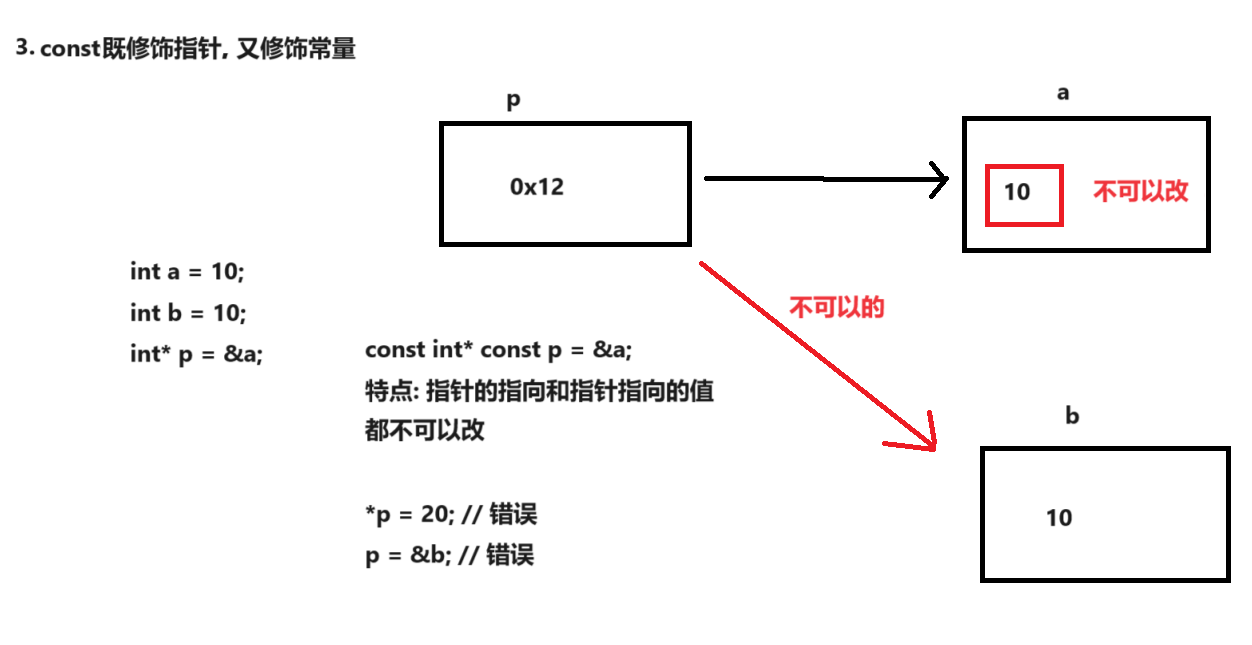 3. const既修饰指针, 又修饰常量
p
a
0x12
10
不可以改
int a = 10;
int b = 10;
int* p = &a;
不可以的
const int* const p = &a;
特点: 指针的指向和指针指向的值
都不可以改
b
*p = 20; // 错误
p = &b; // 错误
10